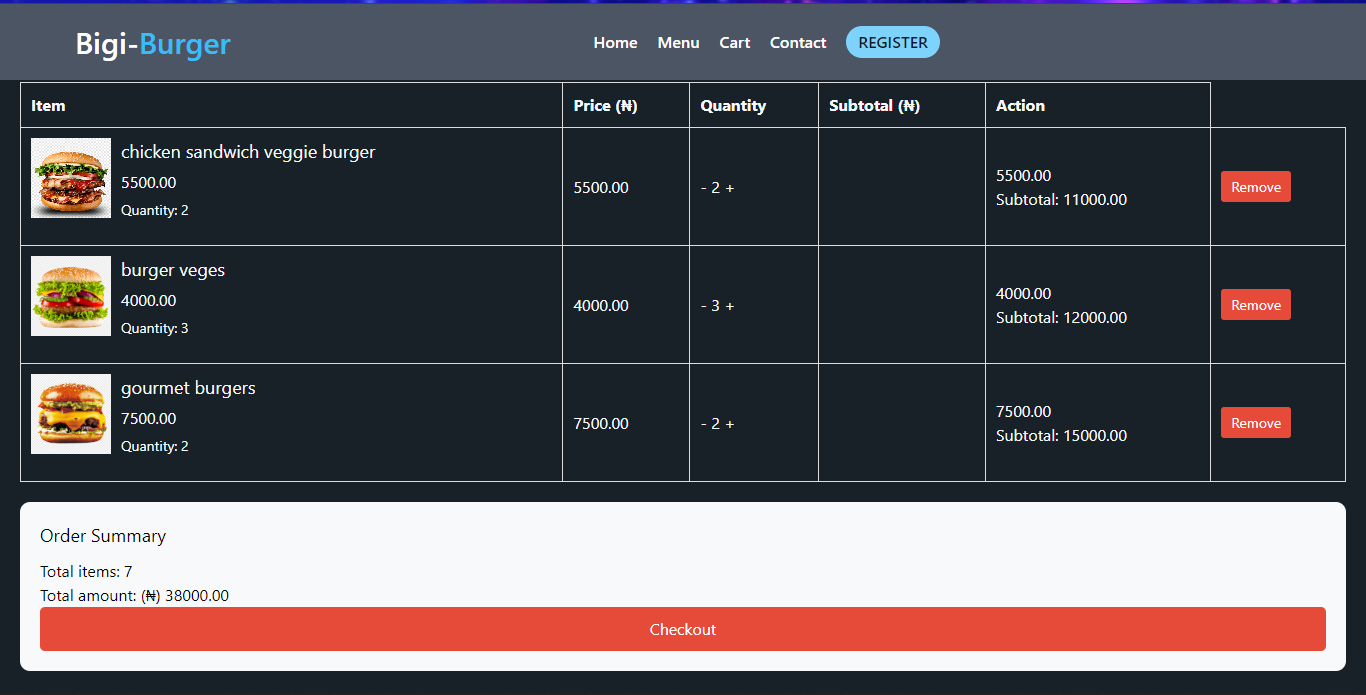 Bigi-Burger Home Menu Cart Contact REGISTER
Item Price (₦) Quantity Subtotal (₦) Action
chicken sandwich veggie burger
5500.00
Quantity: 2
5500.00
- 2 +
5500.00
Subtotal: 11000.00
Remove
burger veges
4000.00
Quantity: 3
4000.00
- 3 +
4000.00
Subtotal: 12000.00
Remove
gourmet burgers
7500.00
Quantity: 2
7500.00
- 2 +
7500.00
Subtotal: 15000.00
Remove
Order Summary
Total items: 7
Total amount: (₦) 38000.00
Checkout